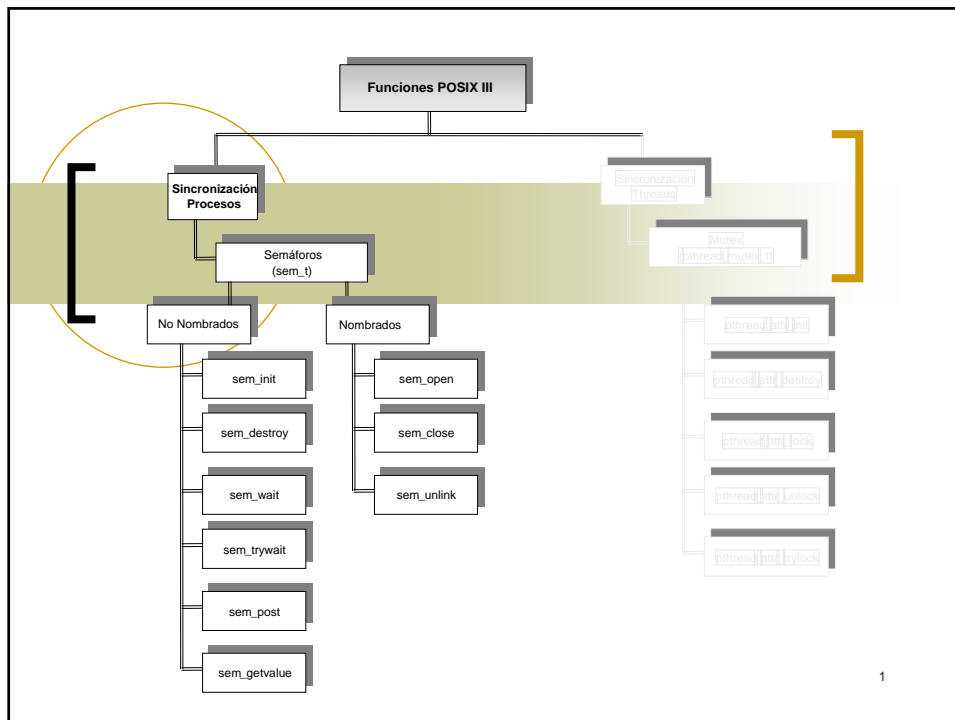 Funciones POSIX III
Sincronización
Procesos
Semáforos
(sem_t)
No Nombrados
sem_init
sem_destroy
sem_wait
sem_trywait
sem_post
sem_getvalue
Nombrados
sem_open
sem_close
sem_unlink
Sincronización
Threads
Mutex
(pthread_mutex_t)
pthread_attr_init
pthread_attr_destroy
pthread_attr_lock
pthread_attr_unlock
pthread_attr_trylock
1